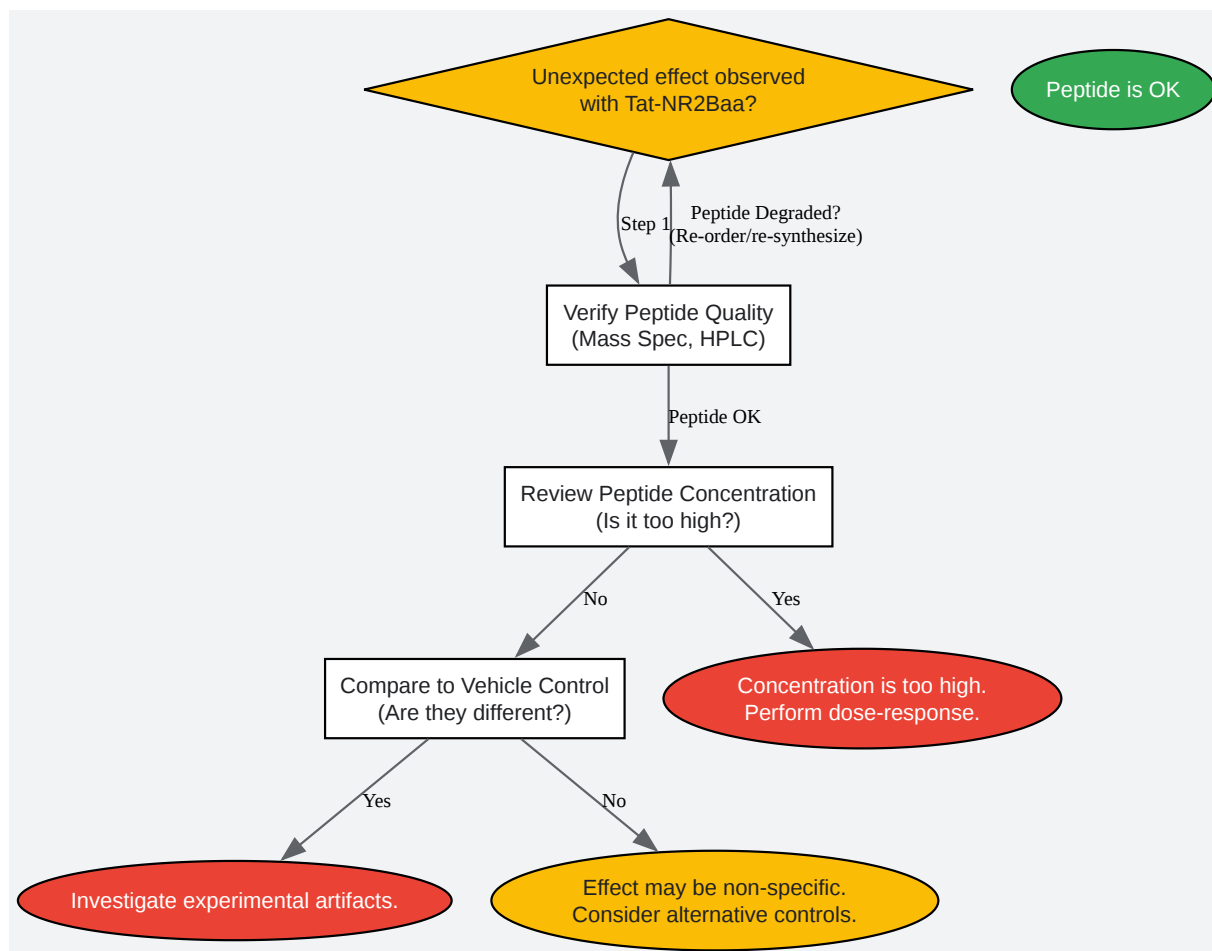 Unexpected effect observed
with Tat-NR2Baa?
Peptide is OK
Step 1
Peptide Degraded?
(Re-order/re-synthesize)
Verify Peptide Quality
(Mass Spec, HPLC)
Peptide OK
Review Peptide Concentration
(Is it too high?)
No
Yes
Compare to Vehicle Control
(Are they different?)
Concentration is too high.
Perform dose-response.
Yes
No
Investigate experimental artifacts.
Effect may be non-specific.
Consider alternative controls.